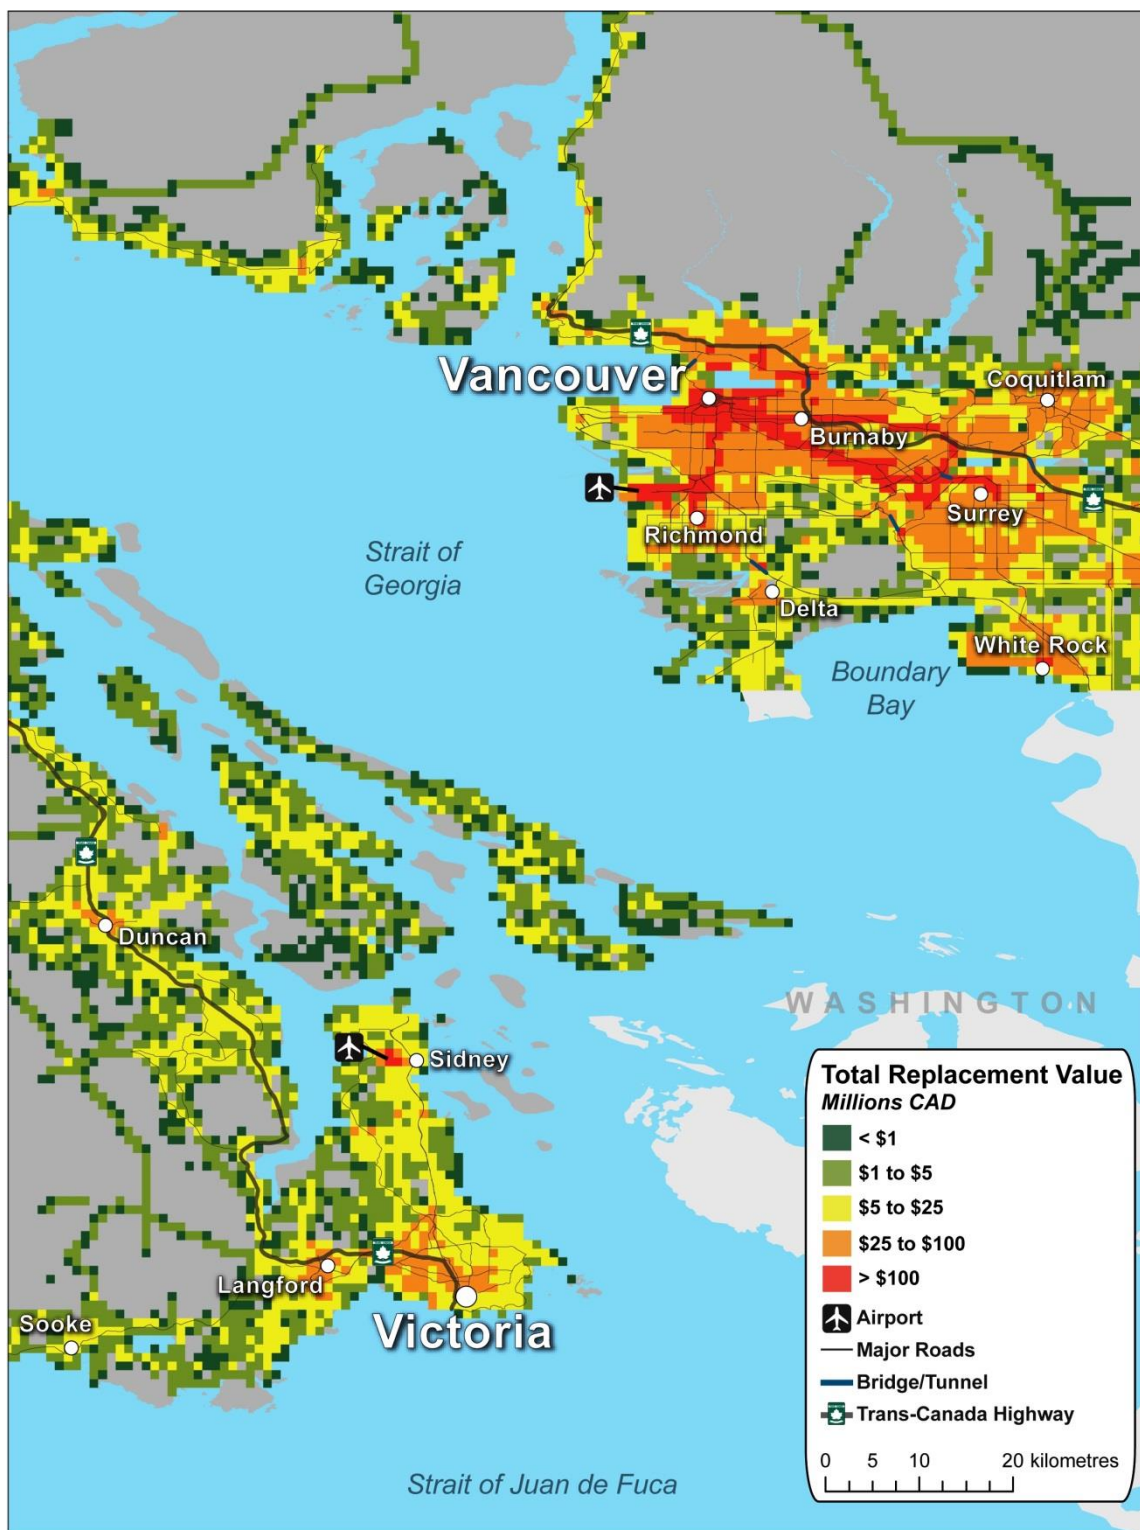 Vancouver
Coquitlam
Burnaby
Surrey
Richmond
Strait of
Georgia
Delta
White Rock
Boundary
Bay
Duncan
WASHINGTON
Sidney
Langford
Victoria
Sooke
Strait of Juan de Fuca
Total Replacement Value
Millions CAD
< $1
$1 to $5
$5 to $25
$25 to $100
> $100
Airport
Major Roads
Bridge/Tunnel
Trans-Canada Highway
0 5 10 20 kilometres